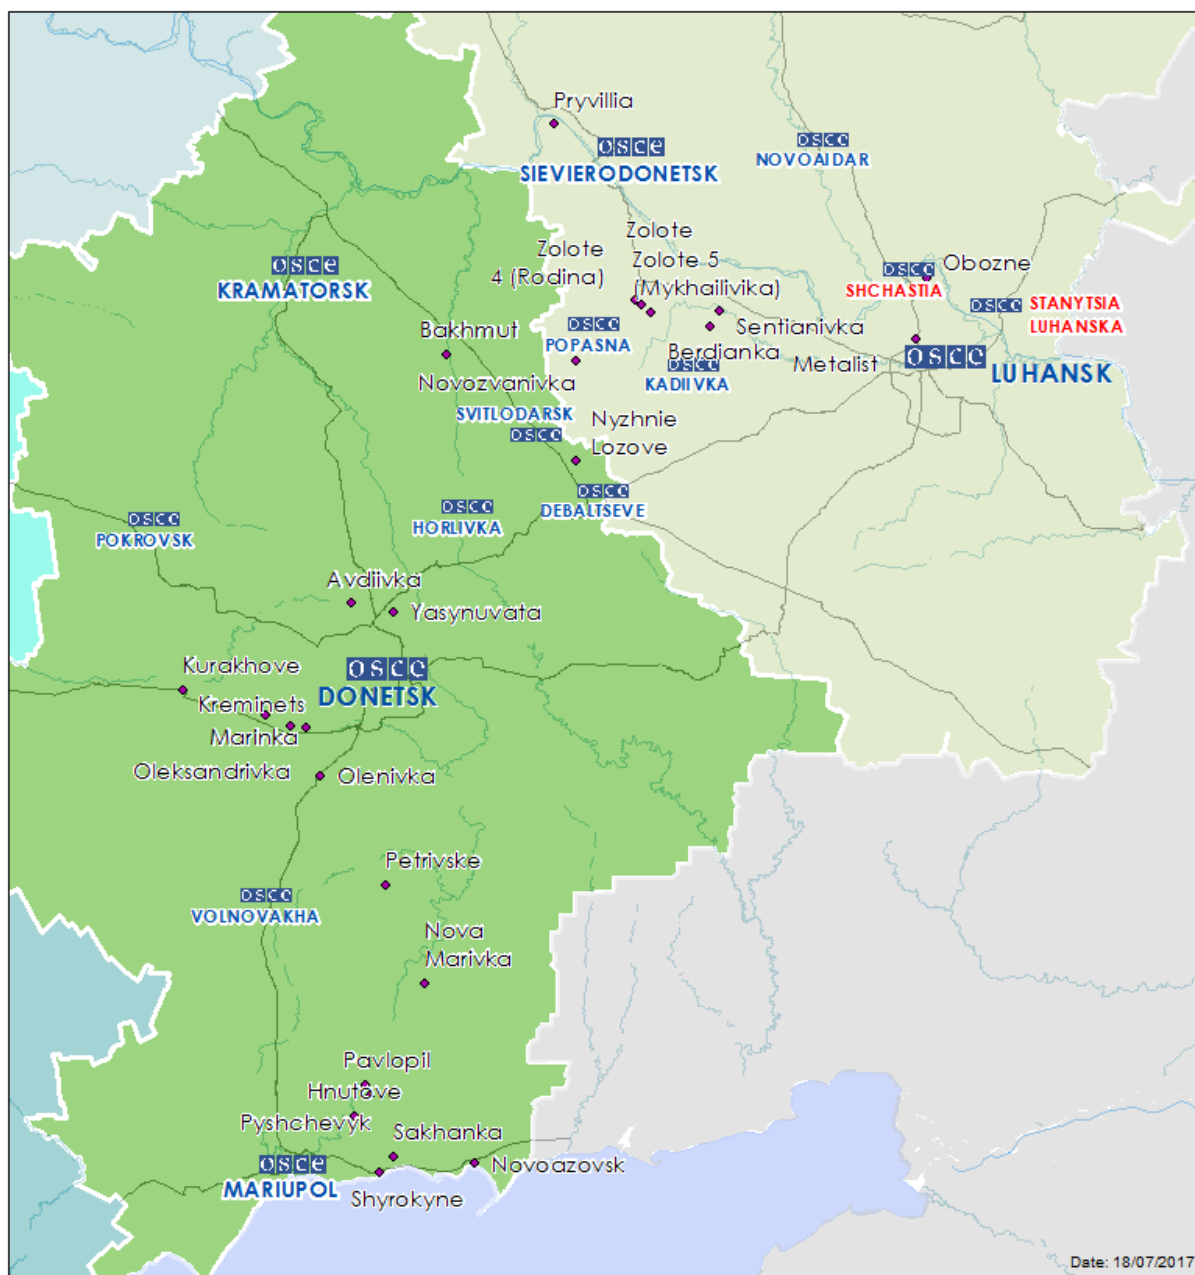 Pryvillia
osce
SIEVIERODONETSK
osce
NOVOAIDAR
Zolote
Zolote
4 (Rodina)
Zolote 5
(Mykhailivika)
osce
KRAMATORSK
osce
Obozne
SHCHASTIA
osce
STANYTSIA
LUHANSKA
osce
POPASNA
Sentianivka
Bakhmut
Berdianka
osce
KADIIVKA
Metalist
osce
LUHANSK
Novozvanivka
SVITLODARSK
osce
Nyzhnie
Lozove
osce
DEBALTSEVE
osce
HORLIVKA
osce
POKROVSK
Avdiivka
Yasynuvata
Kurakhove
osce
DONETSK
Kreminets
Marinka
Oleksandrivka
Olenivka
Petrivske
osce
VOLNOVAKHA
Nova
Marivka
Pavlopil
Hnutove
Pyshchevyk
Sakhanka
osce
MARIUPOL
Novoazovsk
Shyrokyne
Date: 18/07/2017